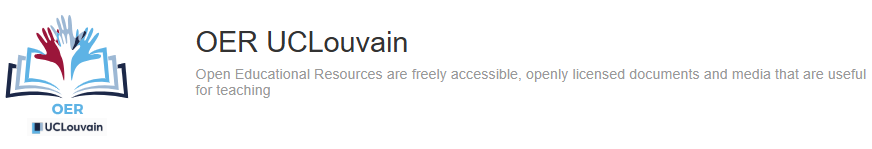 OER UCLouvain
Open Educational Resources are freely accessible, openly licensed documents and media that are useful
for teaching
OER
UCLouvain